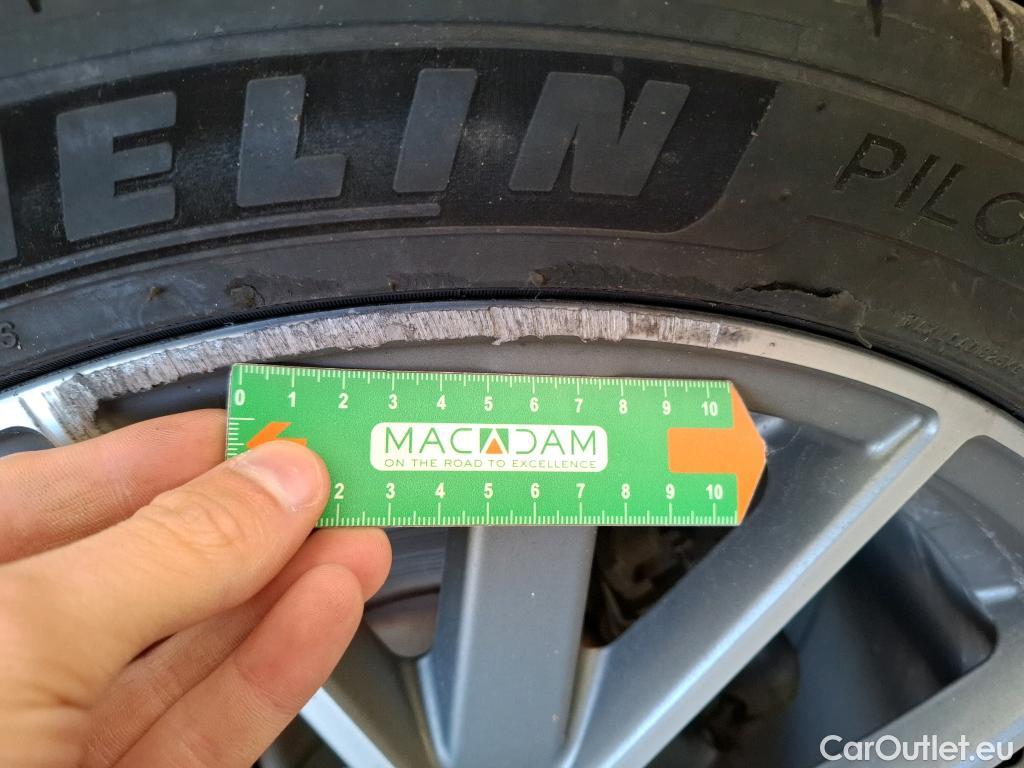 ELIN
PILO
6
0 1 2 3 4 5 6 7 8 9 10
MACADAM
ON THE ROAD TO EXCELLENCE
2 3 4 5 6 7 8 9 10
CarOutlet.eu